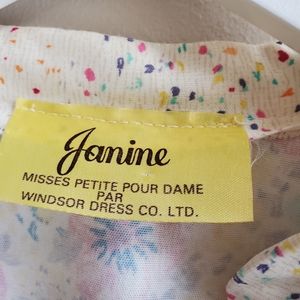 Janine
MISSES PETITE POUR DAME
PAR
WINDSOR DRESS CO. LTD.